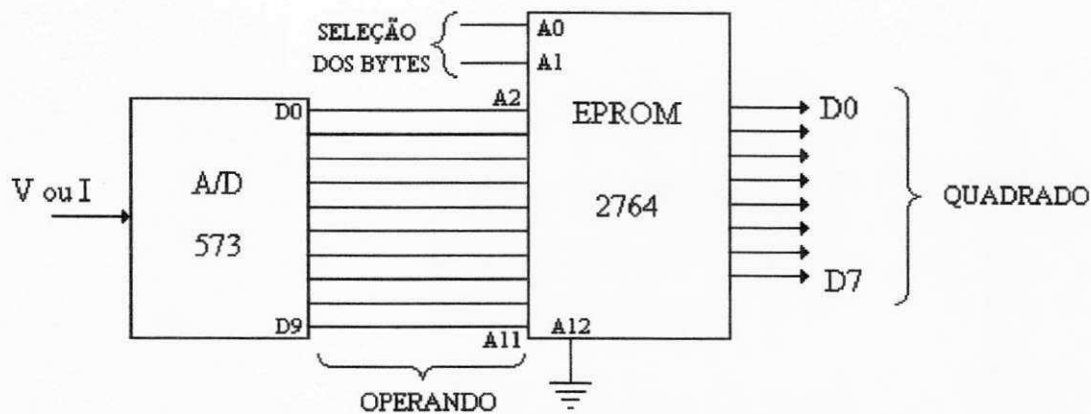 SELEÇÃO
DOS BYTES
A0
A1
A2
D0
EPROM
D0
V ou I
A/D
573
2764
QUADRADO
D7
D9
A11
A12
OPERANDO